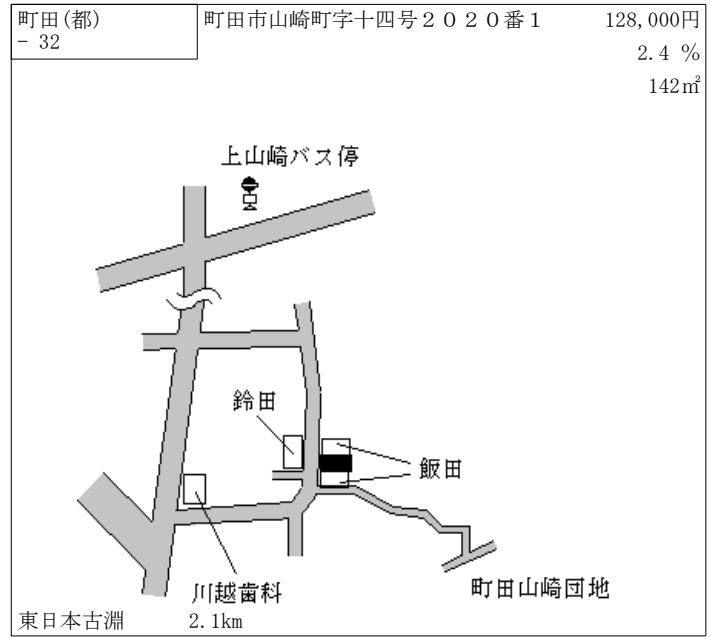 町田(都)
- 32
町田市山崎町字十四号２０２０番１
128,000円
2.4 %
142㎡
上山崎バス停
鈴田
飯田
川越歯科
町田山崎団地
東日本古淵 2.1km